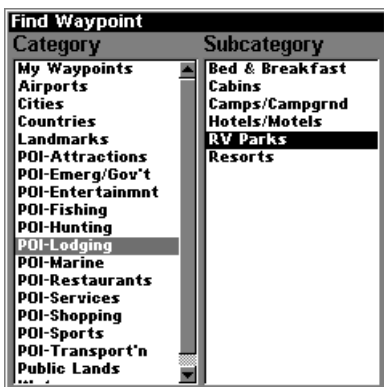 Find Waypoint
Category
My Waypoints
Airports
Cities
Countries
Landmarks
POI-Attractions
POI-Emerg/Gov't
POI-Entertainmnt
POI-Fishing
POI-Hunting
POI-Lodging
POI-Marine
POI-Restaurants
POI-Services
POI-Shopping
POI-Sports
POI-Transport'n
Public Lands
Subcategory
Bed & Breakfast
Cabins
Camps/Campgrnd
Hotels/Motels
RV Parks
Resorts